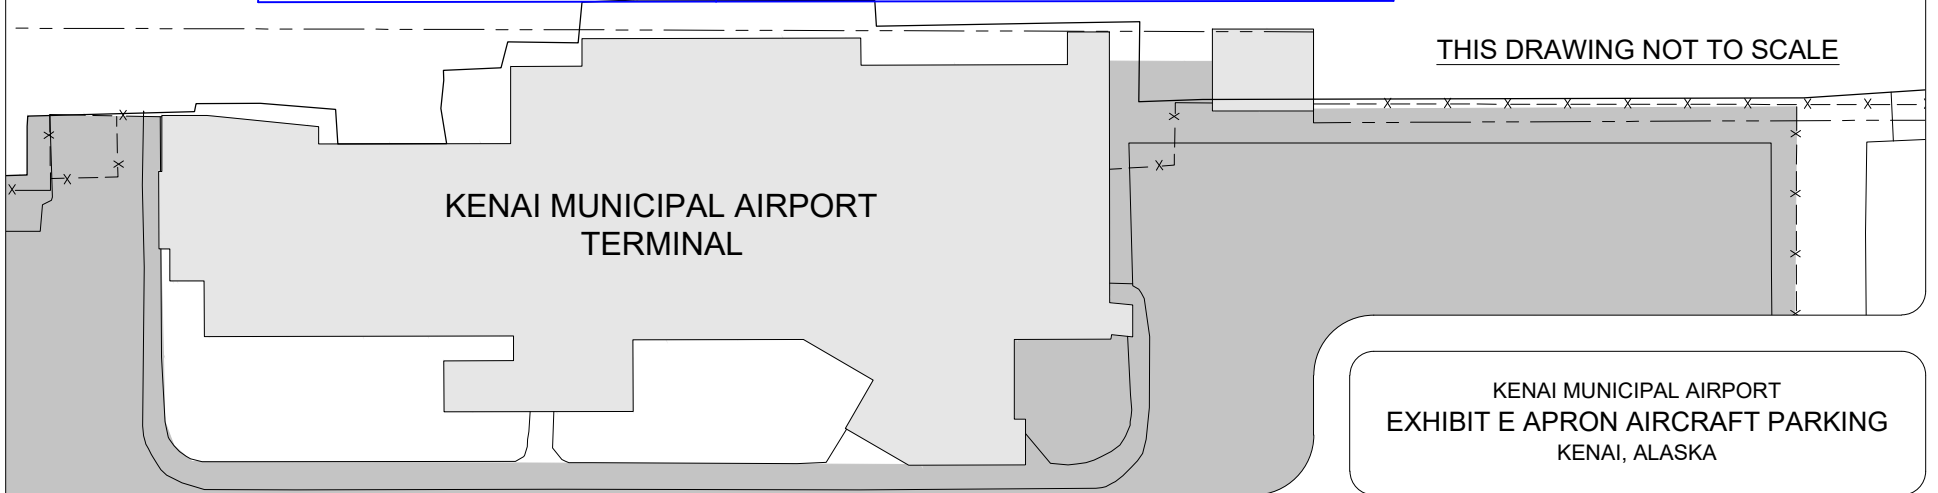 THIS DRAWING NOT TO SCALE
KENAI MUNICIPAL AIRPORT
TERMINAL
KENAI MUNICIPAL AIRPORT
EXHIBIT E APRON AIRCRAFT PARKING
KENAI, ALASKA